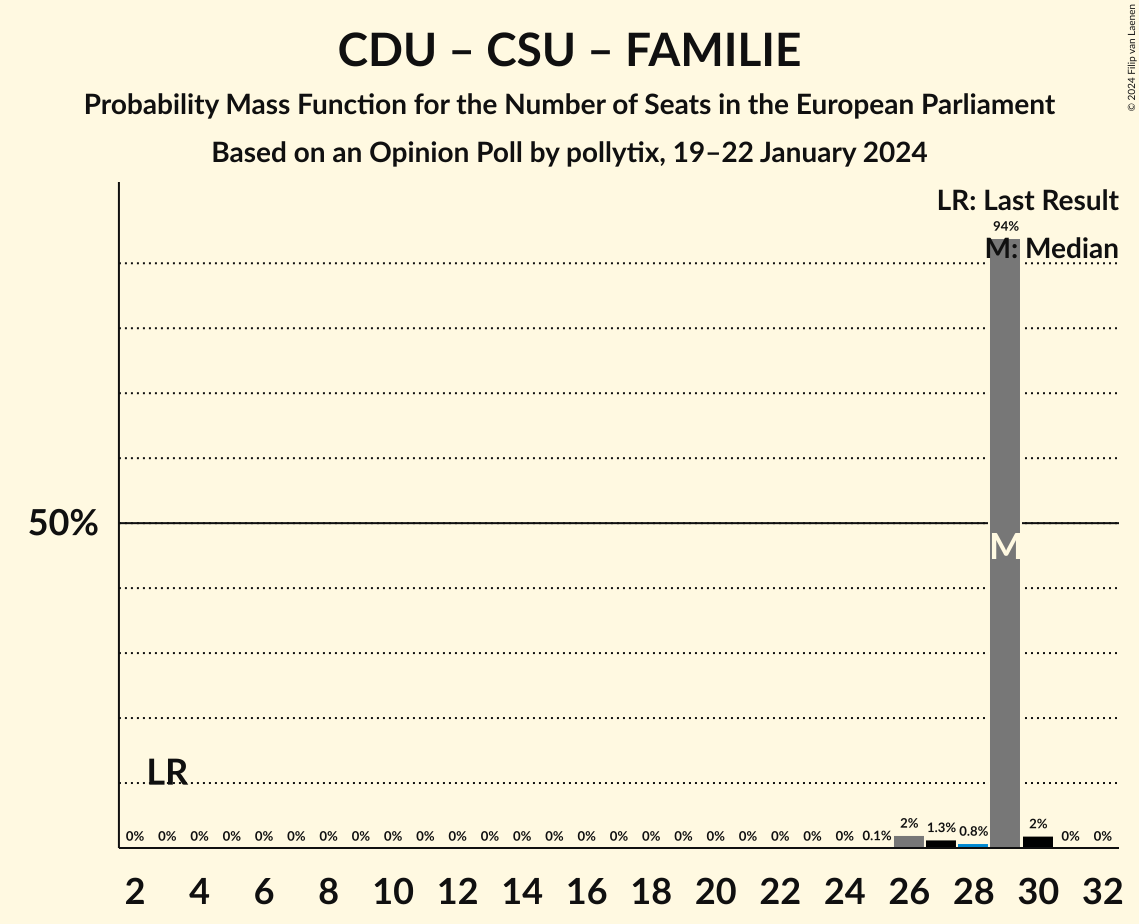 © 2024 Filip van Laenen
CDU – CSU – FAMILIE
Probability Mass Function for the Number of Seats in the European Parliament
Based on an Opinion Poll by pollytix, 19–22 January 2024
LR: Last Result
94%
M: Median
50%
M
LR
0% 0% 0% 0% 0% 0% 0% 0% 0% 0% 0% 0% 0% 0% 0% 0% 0% 0% 0% 0% 0% 0% 0% 0.1% 2% 1.3% 0.8% 2% 0% 0%
2 4 6 8 10 12 14 16 18 20 22 24 26 28 30 32